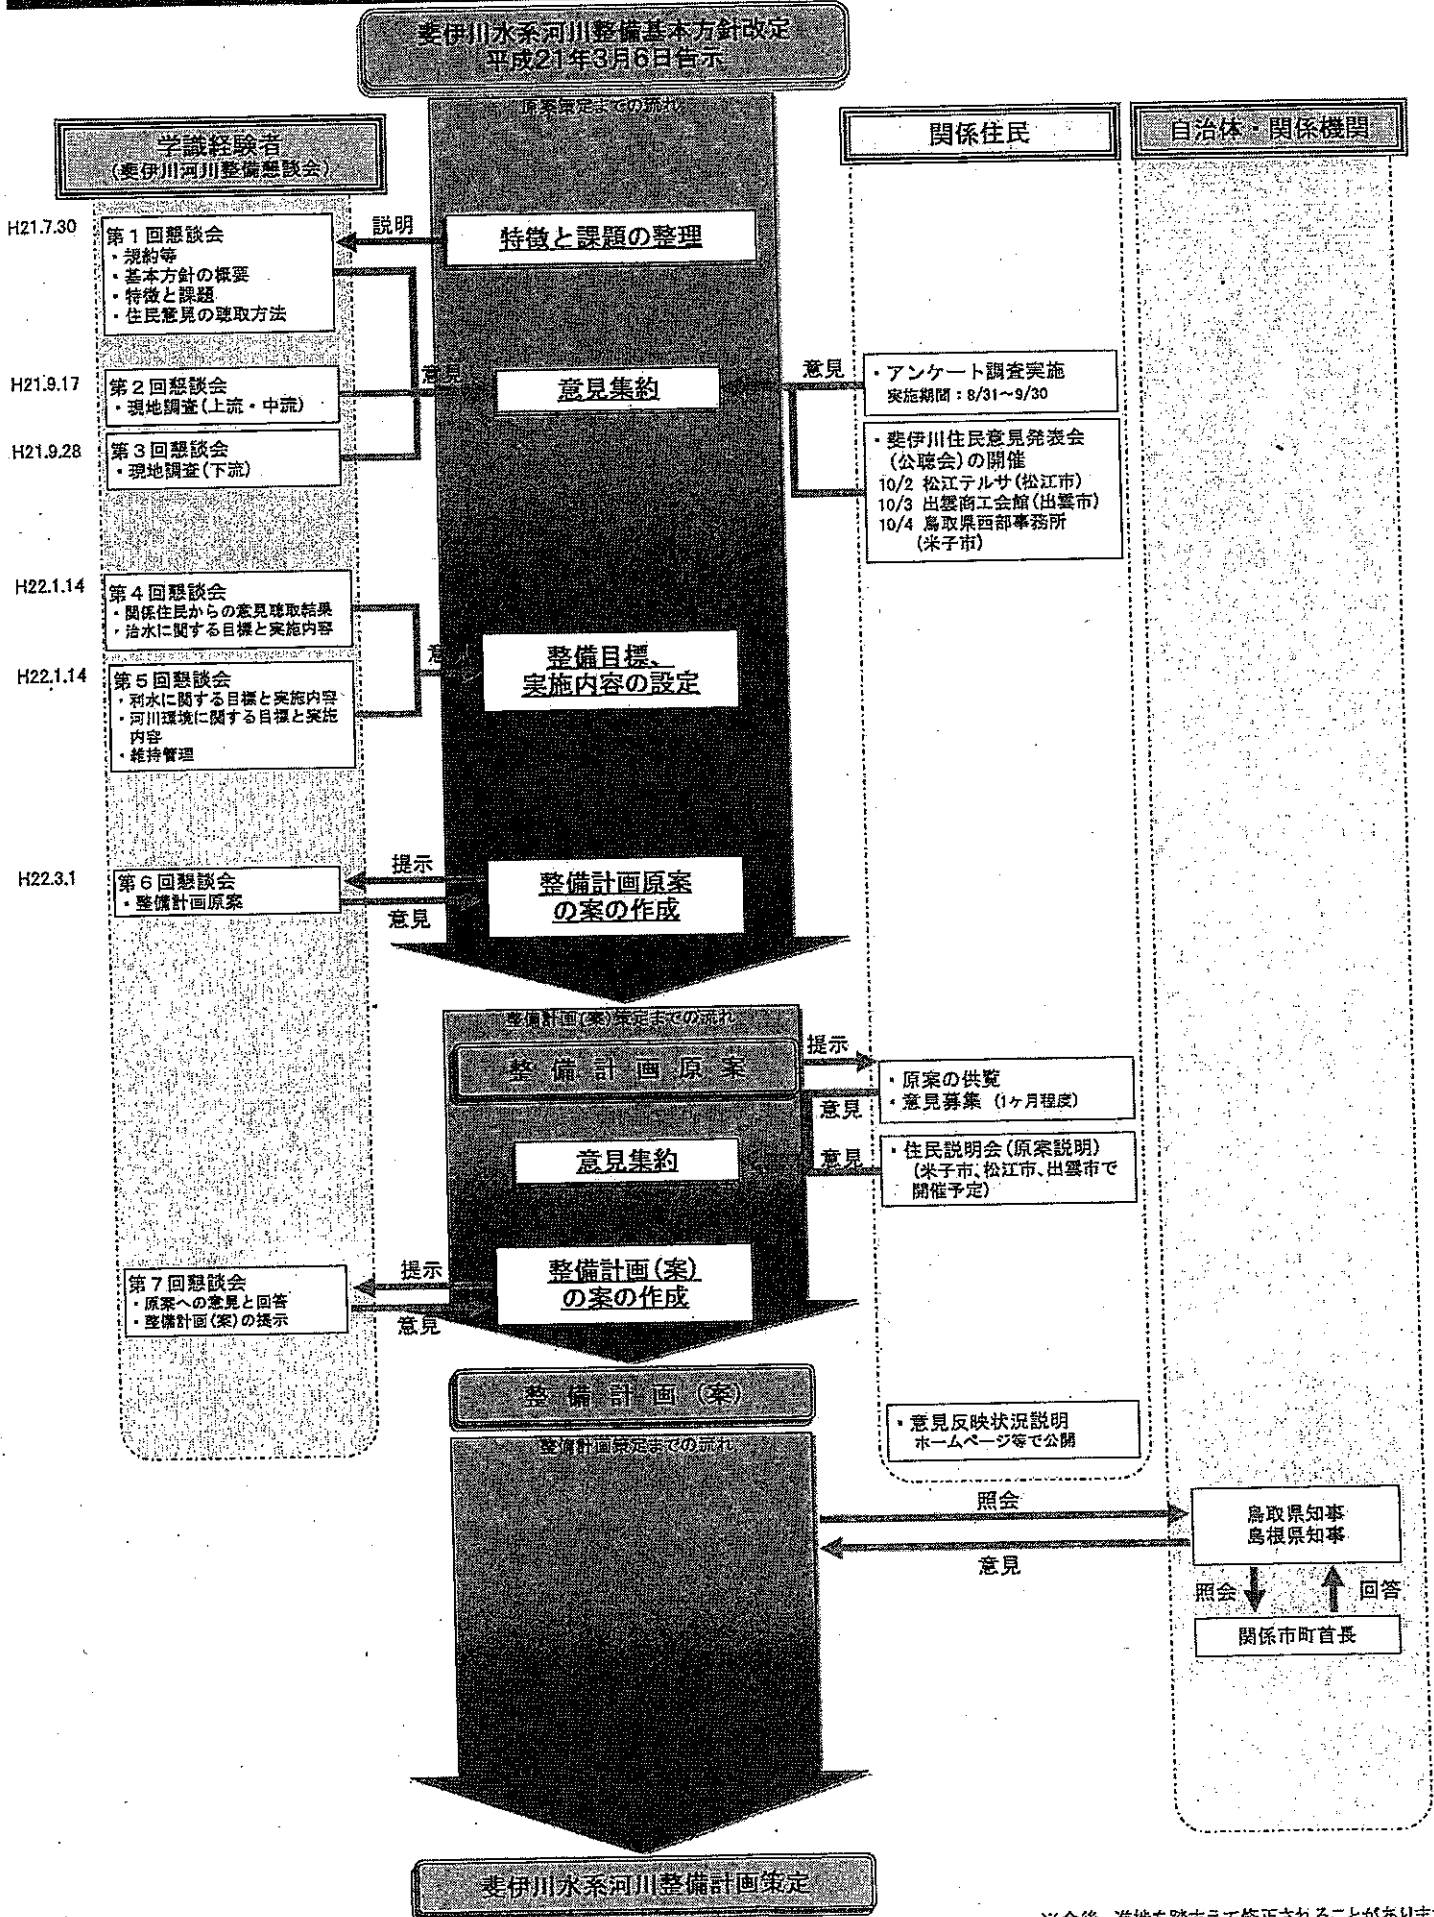 斐伊川水系河川整備基本方針改定
平成21年3月6日告示
原案策定までの流れ
学識経験者
(斐伊川河川整備懇談会)
関係住民
自治体・関係機関
H21.7.30
第1回懇談会
・規約等
・基本方針の概要
・特徴と課題
・住民意見の聴取方法
説明
特徴と課題の整理
H21.9.17
第2回懇談会
・現地調査(上流・中流)
意見
意見集約
意見
・アンケート調査実施
実施期間：8/31～9/30
H21.9.28
第3回懇談会
・現地調査(下流)
・斐伊川住民意見発表会
(公聴会)の開催
10/2 松江テルサ(松江市)
10/3 出雲商工会館(出雲市)
10/4 鳥取県西部事務所
(米子市)
H22.1.14
第4回懇談会
・関係住民からの意見聴取結果
・治水に関する目標と実施内容
意見
整備目標、
実施内容の設定
H22.1.14
第5回懇談会
・利水に関する目標と実施内容
・河川環境に関する目標と実施
内容
・維持管理
H22.3.1
第6回懇談会
・整備計画原案
提示
意見
整備計画原案
の案の作成
整備計画(案)策定までの流れ
整備計画原案
提示
・原案の供覧
・意見募集 (1ヶ月程度)
意見
意見集約
意見
・住民説明会(原案説明)
(米子市、松江市、出雲市で
開催予定)
第7回懇談会
・原案への意見と回答
・整備計画(案)の提示
提示
意見
整備計画(案)
の案の作成
整備計画(案)
整備計画策定までの流れ
・意見反映状況説明
ホームページ等で公開
照会
意見
鳥取県知事
島根県知事
照会
回答
関係市町首長
斐伊川水系河川整備計画策定
※今後、進捗を踏まえて修正されることがあります